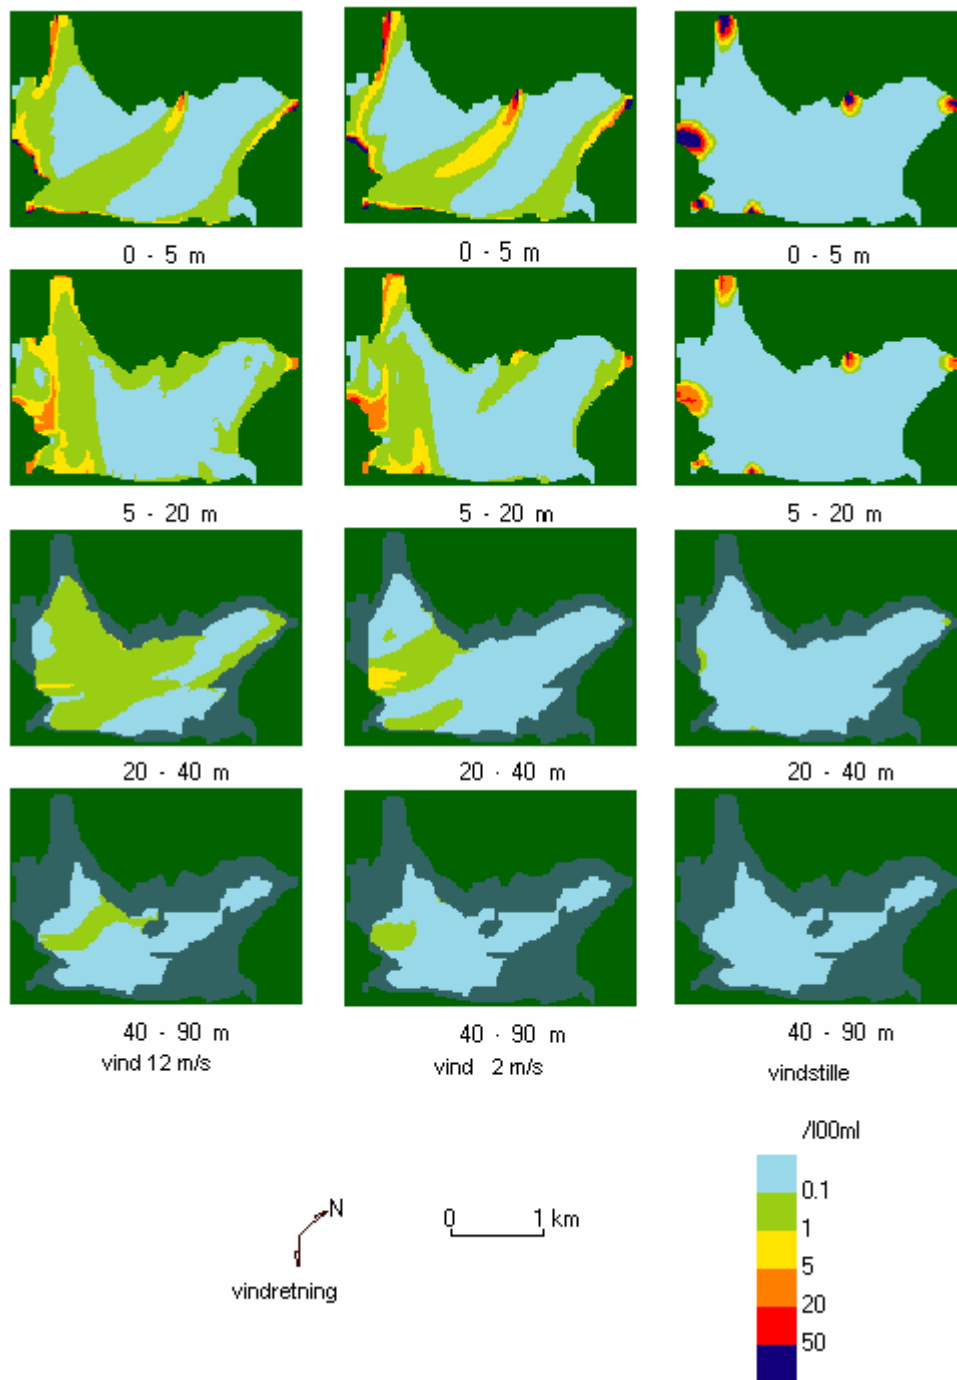 0 - 5 m 0 - 5 m 0 - 5 m
5 - 20 m 5 - 20 m 5 - 20 m
20 - 40 m 20 - 40 m 20 - 40 m
40 - 90 m 40 - 90 m 40 - 90 m
vind 12 m/s vind 2 m/s vindstille
/l00ml
0.1
1
5
20
50
N
vindretning
0 1 km